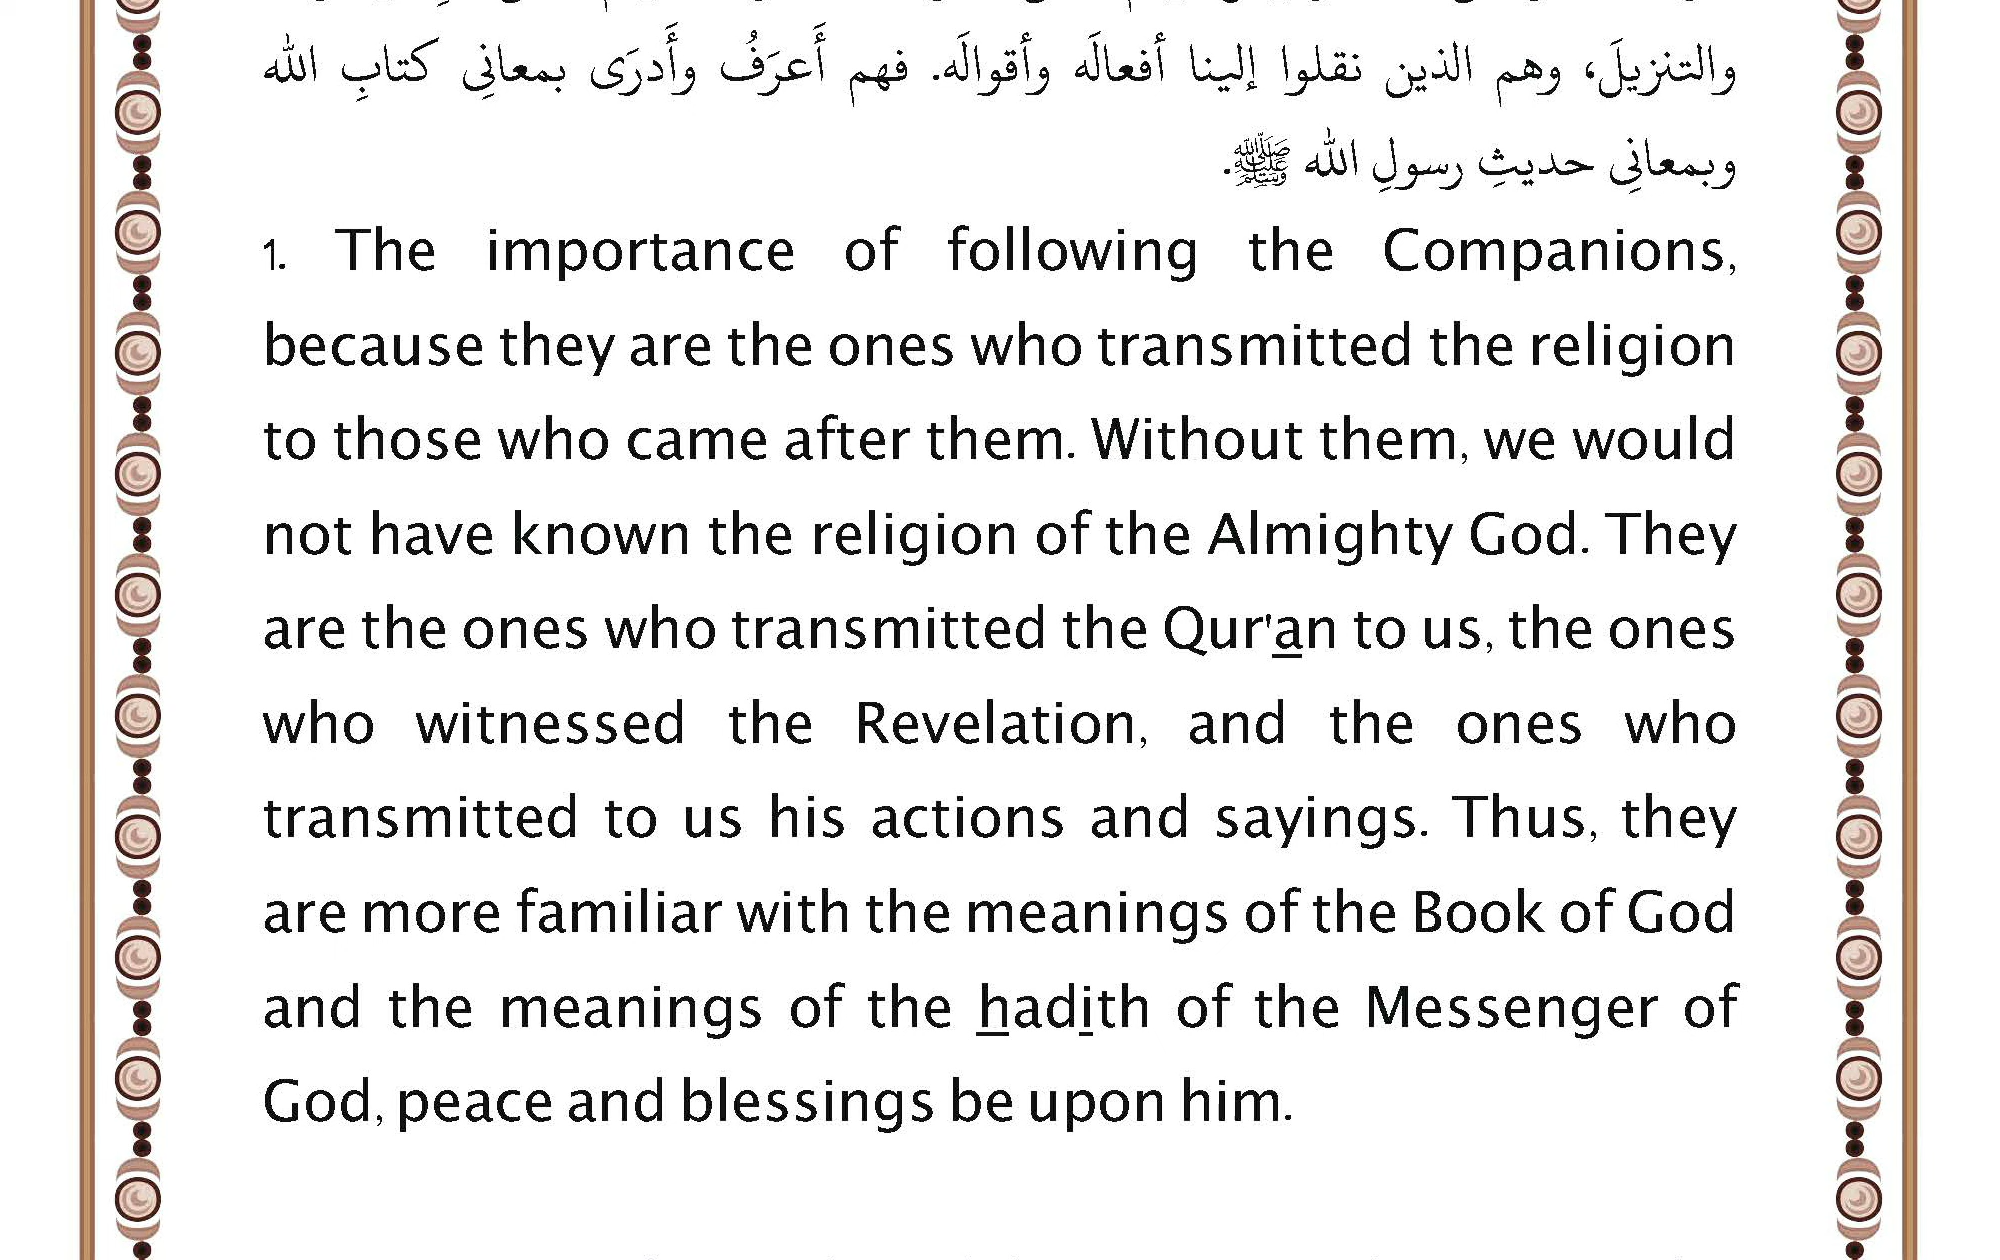 والتنزيلَ، وهم الذين نقلوا إلينا أفعالَه وأقوالَه. فهم أَعرَفُ وأَدرَى بمعانِى كتابِ الله
وبمعانِى حديثِ رسولِ الله ﷺ.
1. The importance of following the Companions,
because they are the ones who transmitted the religion
to those who came after them. Without them, we would
not have known the religion of the Almighty God. They
are the ones who transmitted the Qur'an to us, the ones
who witnessed the Revelation, and the ones who
transmitted to us his actions and sayings. Thus, they
are more familiar with the meanings of the Book of God
and the meanings of the hadith of the Messenger of
God, peace and blessings be upon him.